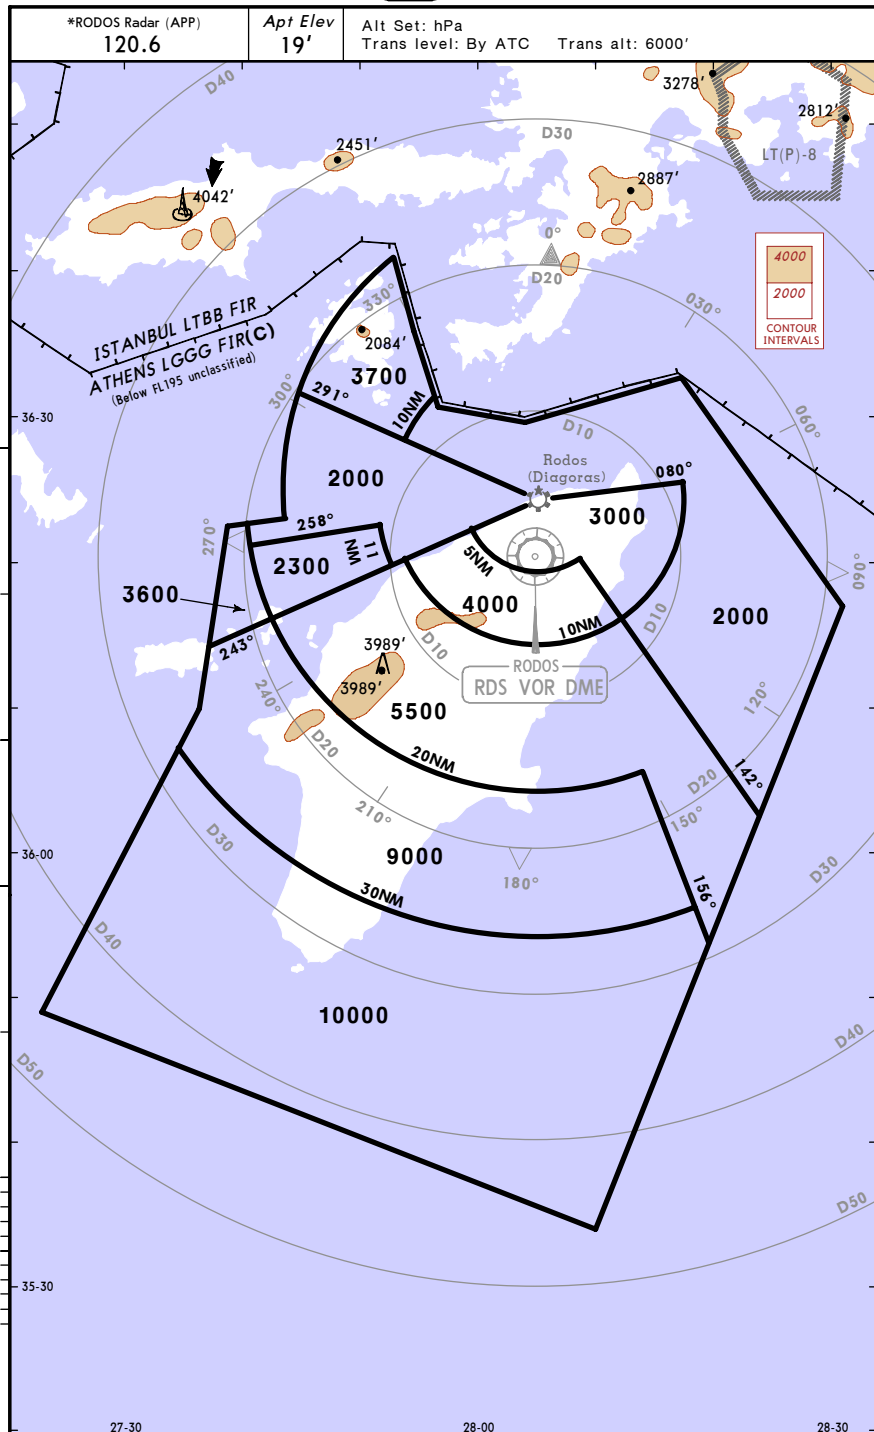 *RODOS Radar (APP)
120.6
Apt Elev
19'
Alt Set: hPa
Trans level: By ATC Trans alt: 6000'
D40
3278'
2812'
D30
LT(P)-8
2451'
2887'
4042'
0°
D20
4000
2000
CONTOUR
INTERVALS
030°
330°
ISTANBUL LTBB FIR
ATHENS LGGG FIR(C)
(Below FL195 unclassified)
2084'
3700
300°
291°
10NM
36-30
D10
060°
Rodos
(Diagoras)
080°
2000
3000
258°
270°
11
NM
5NM
2300
090°
3600
4000
2000
10NM
D10
D10
243°
3989'
RODOS
RDS VOR DME
3989'
240°
120°
5500
D20
20NM
142°
D20
210°
150°
D30
36-00
9000
180°
D30
30NM
156°
D40
10000
D40
D50
D50
35-30
27-30
28-00
28-30